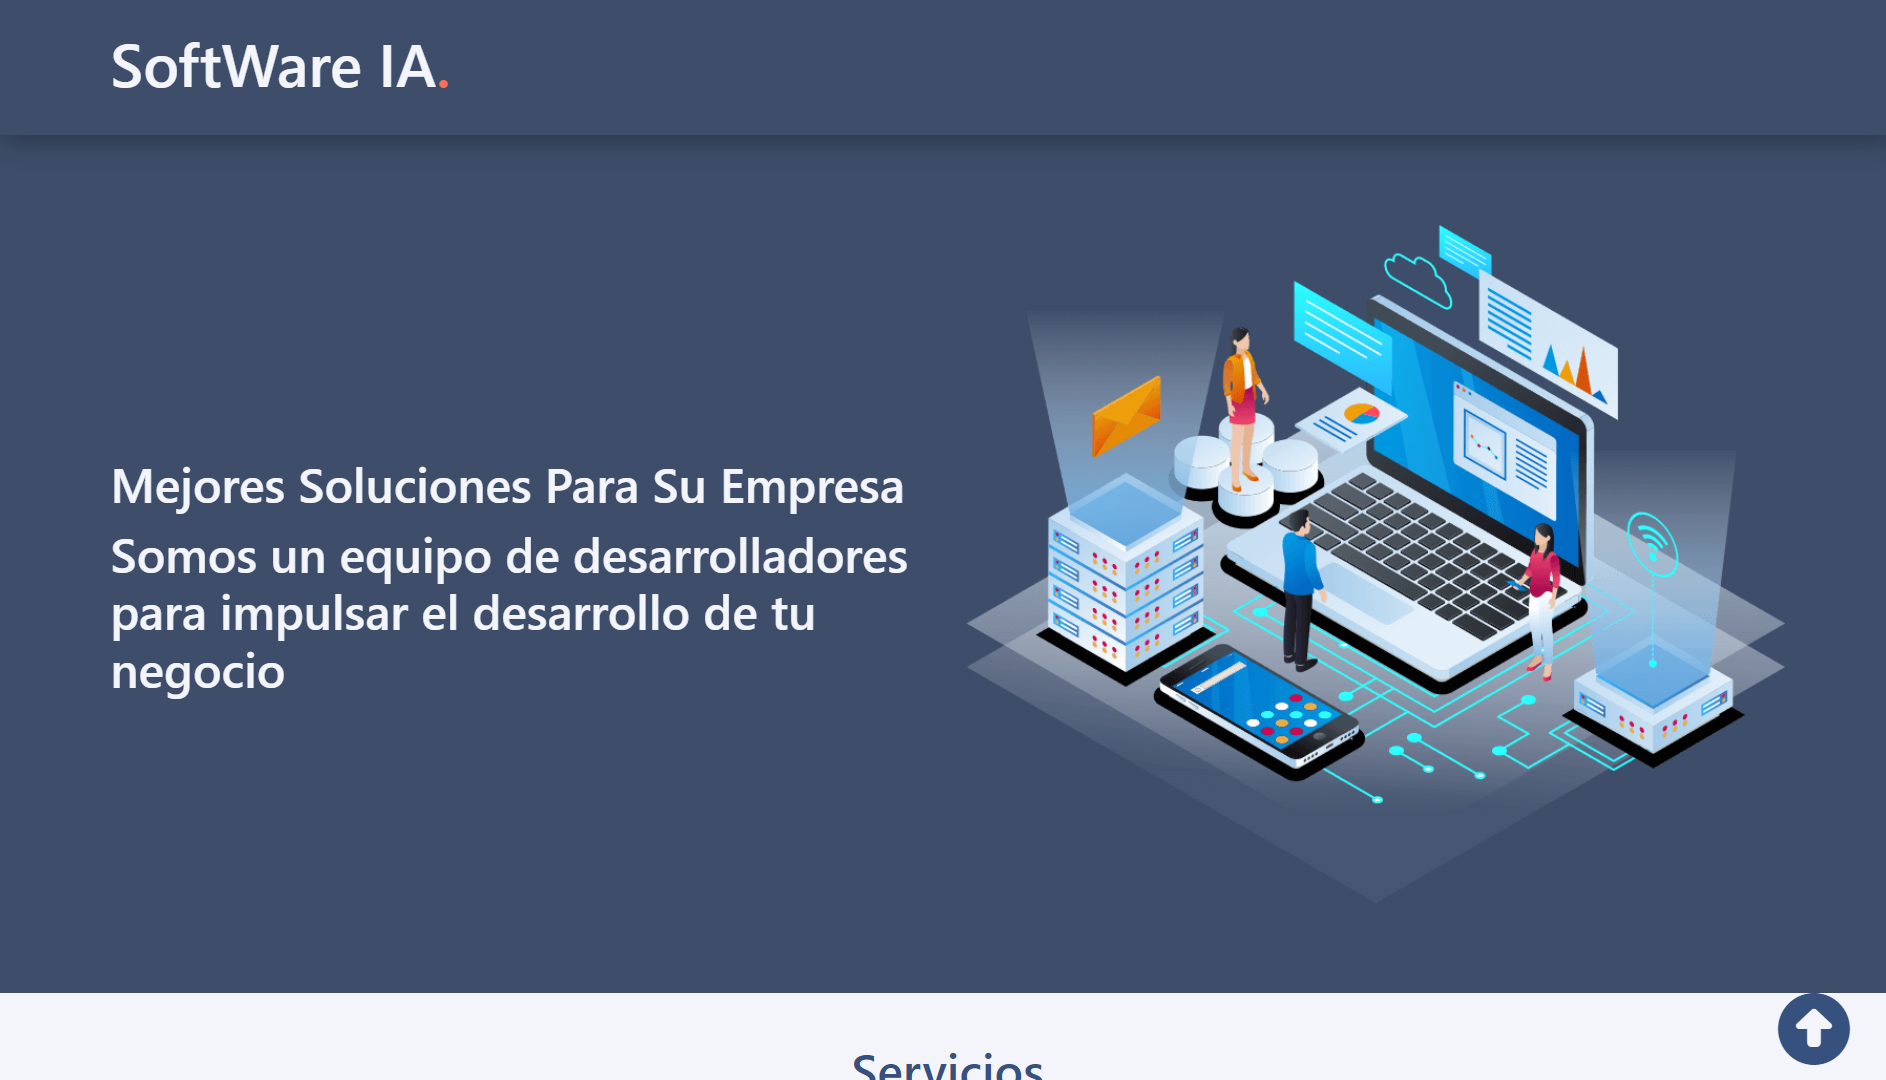 SoftWare IA.
Mejores Soluciones Para Su Empresa
Somos un equipo de desarrolladores
para impulsar el desarrollo de tu
negocio
Servicios